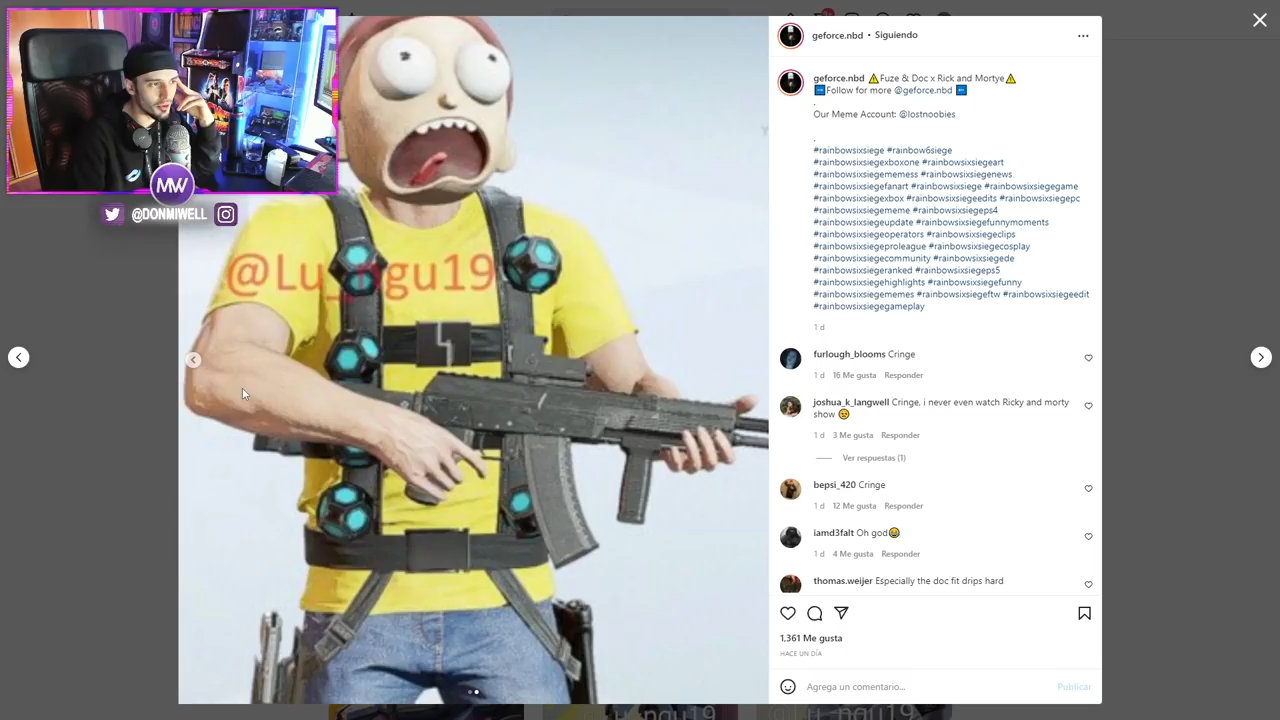 geforce.nbd • Siguiendo
geforce.nbd ⚠Fuze & Doc x Rick and Mortye⚠
➡Follow for more @geforce.nbd ⬅
.
Our Meme Account: @lostnoobies
.
#rainbowsixsiege #rainbow6siege
#rainbowsixsiegexboxone #rainbowsixsiegeart
#rainbowsixsiegememess #rainbowsixsiegenews
#rainbowsixsiegefanart #rainbowsixsiege #rainbowsixsiegegame
#rainbowsixsiegexbox #rainbowsixsiegeedits #rainbowsixsiegepc
#rainbowsixsiegememe #rainbowsixsiegeps4
#rainbowsixsiegeupdate #rainbowsixsiegefunnymoments
#rainbowsixsiegeoperators #rainbowsixsiegeclips
#rainbowsixsiegeproleague #rainbowsixsiegecosplay
#rainbowsixsiegecommunity #rainbowsixsiegede
#rainbowsixsiegeranked #rainbowsixsiegeps5
#rainbowsixsiegehighlights #rainbowsixsiegefunny
#rainbowsixsiegememes #rainbowsixsiegeftw #rainbowsixsiegeedit
#rainbowsixsiegegameplay
1 d
furlough_blooms Cringe
1 d 16 Me gusta Responder
joshua_k_langwell Cringe, i never even watch Ricky and morty
show 😔
1 d 3 Me gusta Responder
Ver respuestas (1)
bepsi_420 Cringe
1 d 12 Me gusta Responder
iamd3falt Oh god😂
1 d 4 Me gusta Responder
thomas.weijer Especially the doc fit drips hard
1,361 Me gusta
HACE UN DÍA
Agrega un comentario...
Publicar
MW
@DONMIWELL
@Lu_ngu19